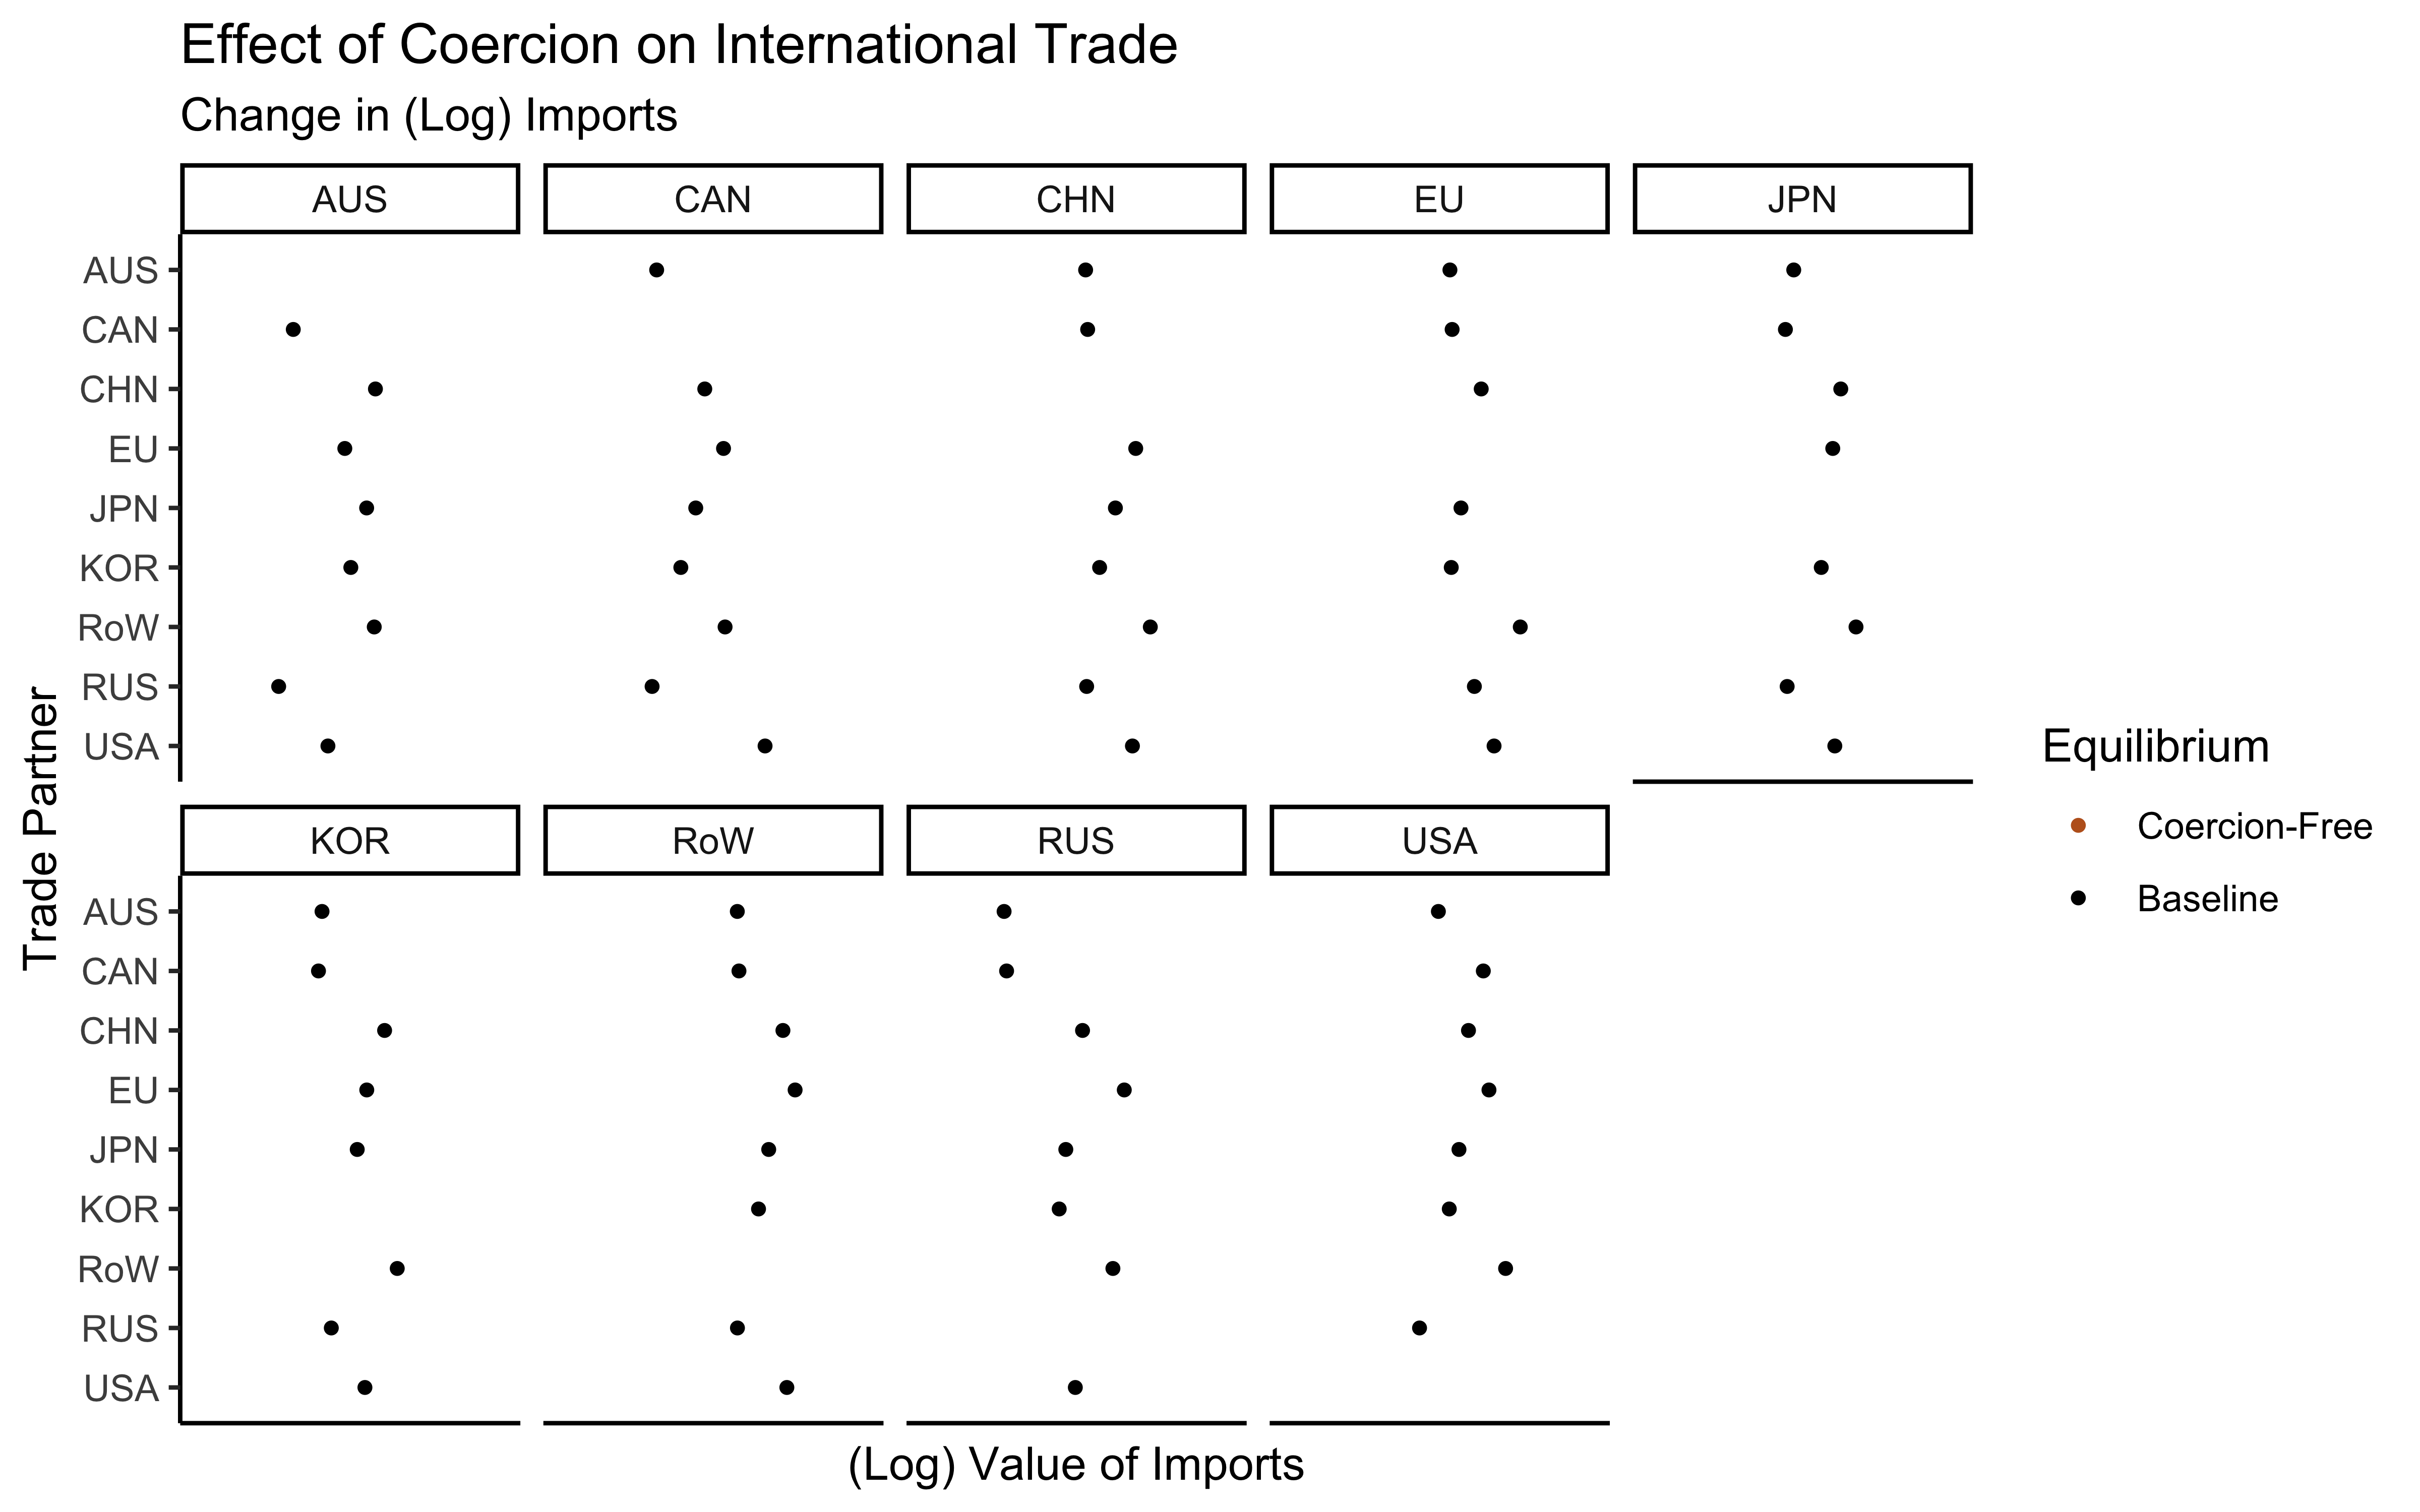 Effect of Coercion on International Trade
Change in (Log) Imports
AUS CAN CHN EU JPN
AUS
CAN
CHN
EU
JPN
KOR
RoW
RUS
USA
KOR RoW RUS USA
AUS
CAN
CHN
EU
JPN
KOR
RoW
RUS
USA
Trade Partner
(Log) Value of Imports
Equilibrium
Coercion-Free
Baseline